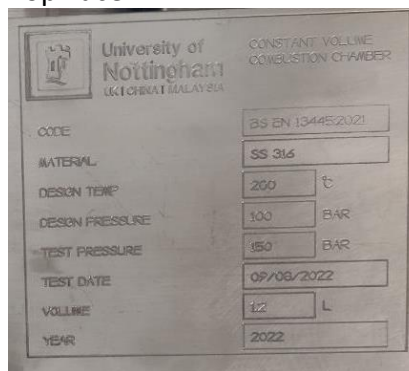 University of
Nottingham
UK | CHINA | MALAYSIA
CONSTANT VOLUME
COMBUSTION CHAMBER
CODE BS EN 13445:2021
MATERIAL SS 316
DESIGN TEMP 200 °C
DESIGN PRESSURE 100 BAR
TEST PRESSURE 150 BAR
TEST DATE 09/08/2022
VOLUME L
YEAR 2022